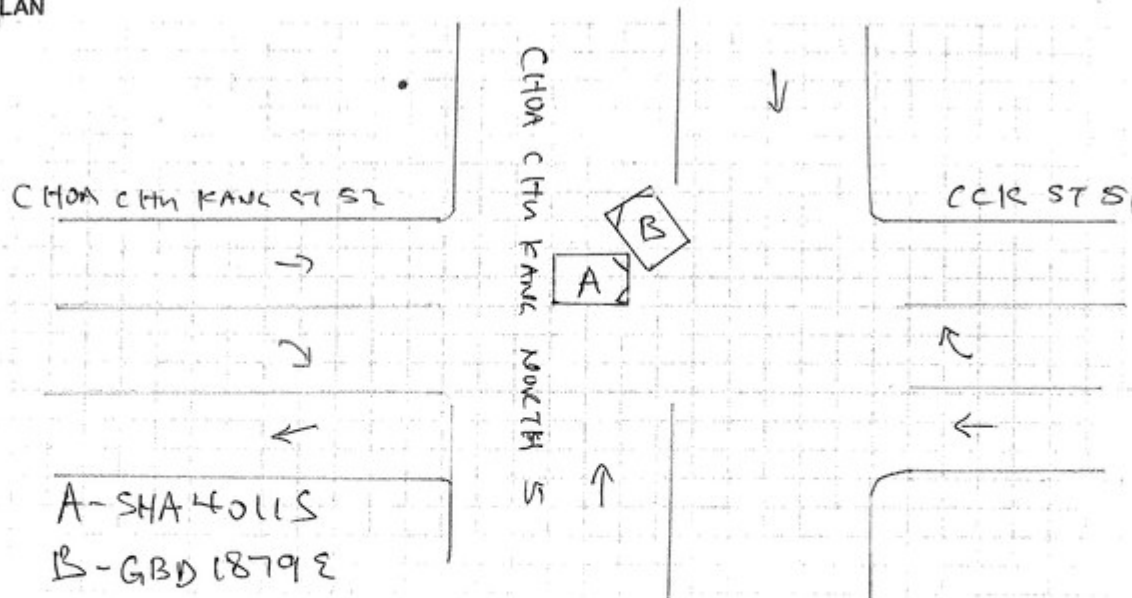 LAN
CHOA CHU KANG ST 52
CHOA CHU KANG NORTH 5
CCK ST 5
B
A
A-SHA4011S
B-GBD1879E